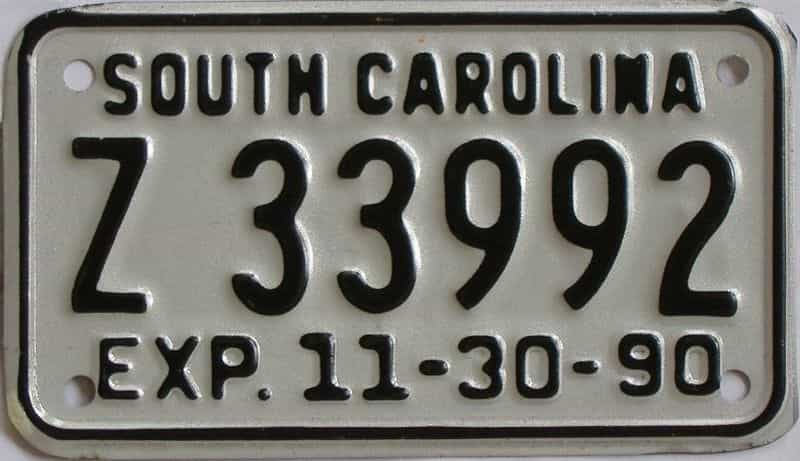 SOUTH CAROLINA
Z 33992
EXP. 11-30-90